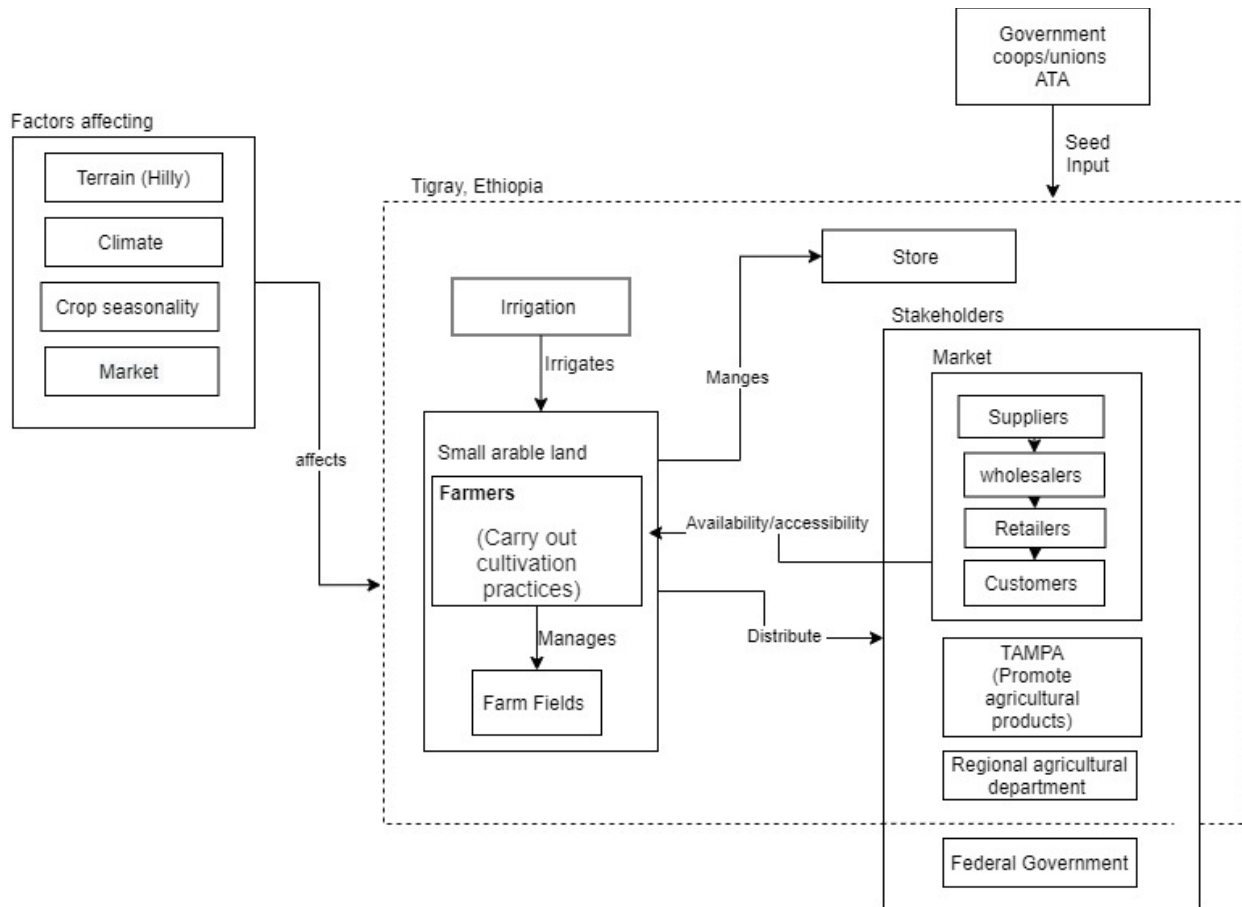 Government
coops/unions
ATA
Factors affecting
Seed
Input
Terrain (Hilly)
Climate
Crop seasonality
Market
affects
Tigray, Ethiopia
Store
Irrigation
Irrigates
Manges
Small arable land
Farmers
(Carry out
cultivation
practices)
Manages
Farm Fields
Availability/accessibility
Distribute
Stakeholders
Market
Suppliers
wholesalers
Retailers
Customers
TAMPA
(Promote
agricultural
products)
Regional agricultural
department
Federal Government